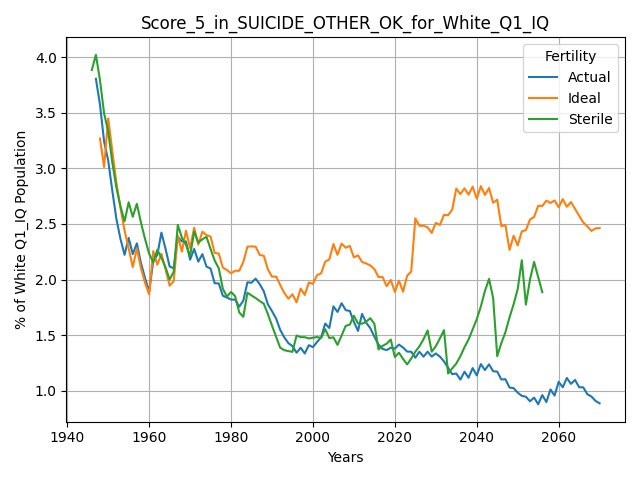 Score_5_in_SUICIDE_OTHER_OK_for_White_Q1_IQ
Fertility
Actual
Ideal
Sterile
% of White Q1_IQ Population
4.0
3.5
3.0
2.5
2.0
1.5
1.0
1940 1960 1980 2000 2020 2040 2060
Years